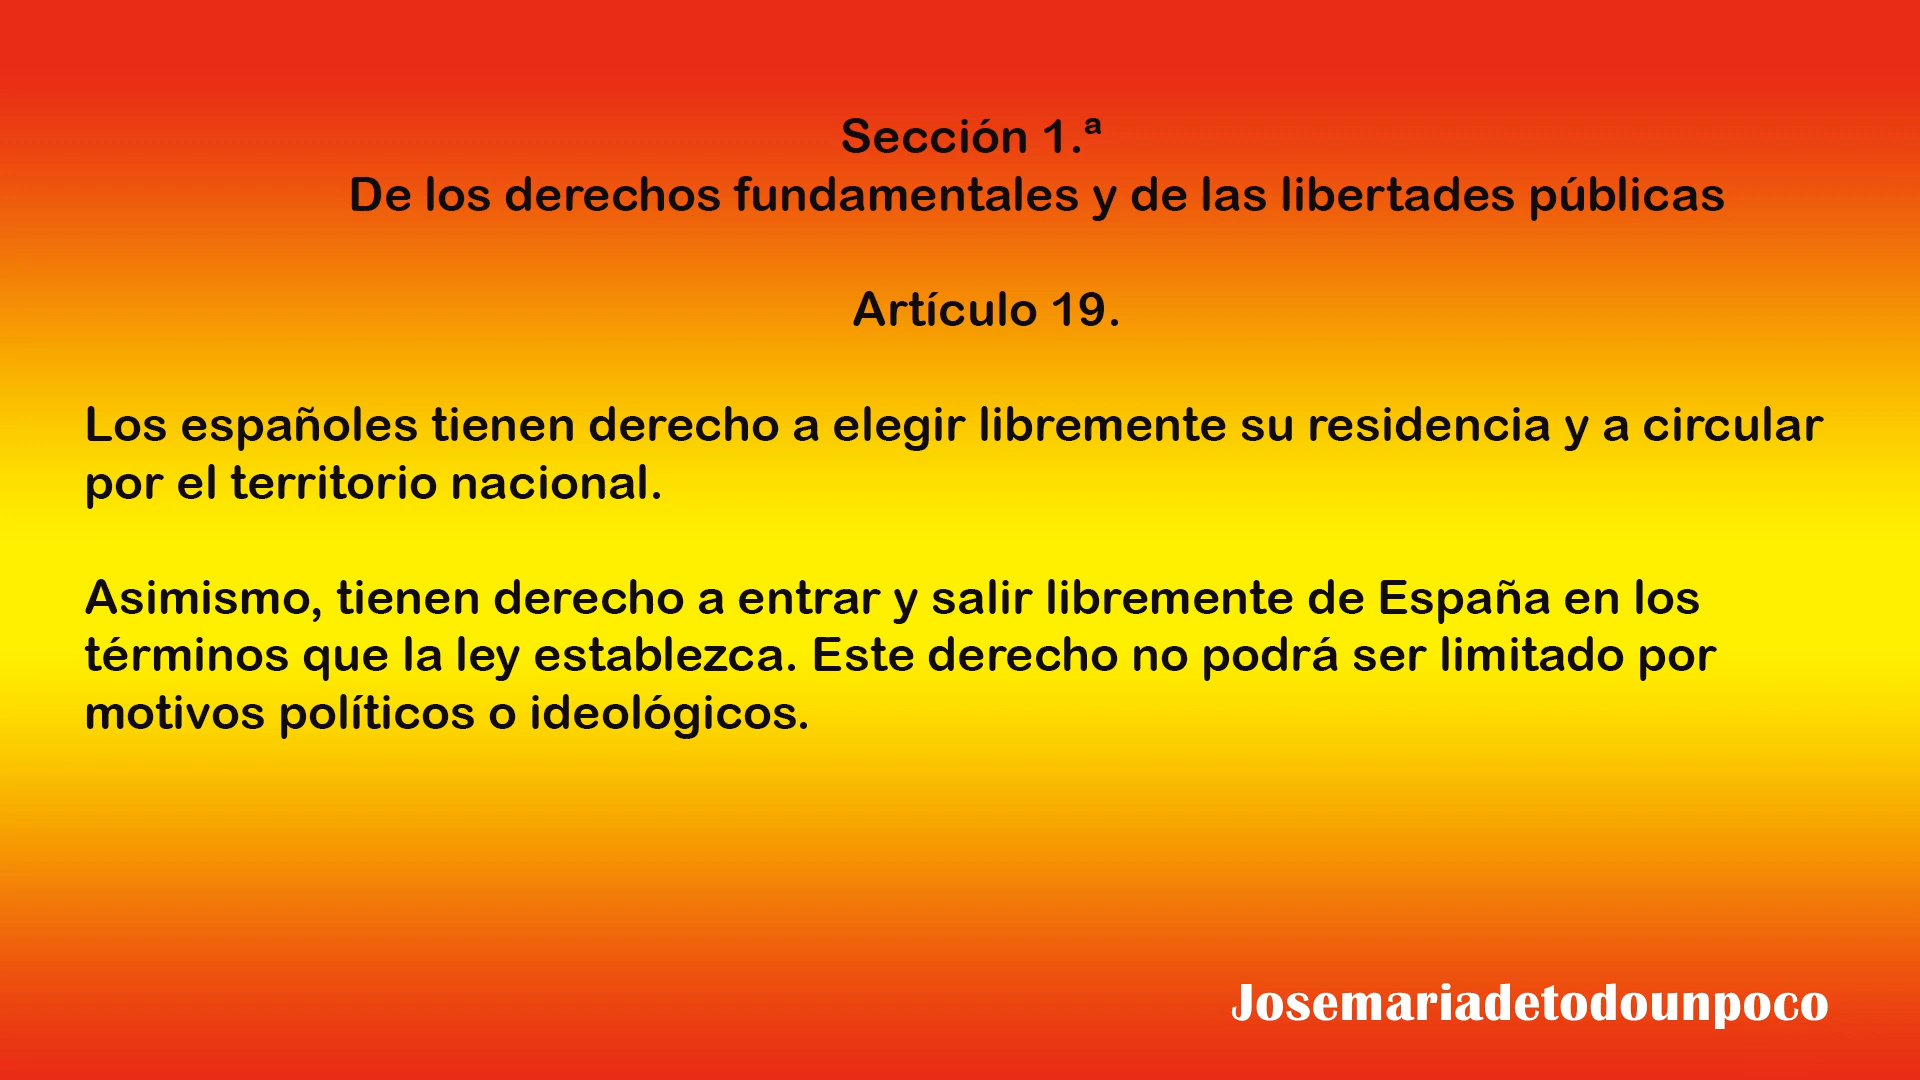 Sección 1.ª
De los derechos fundamentales y de las libertades públicas
Artículo 19.
Los españoles tienen derecho a elegir libremente su residencia y a circular
por el territorio nacional.
Asimismo, tienen derecho a entrar y salir libremente de España en los
términos que la ley establezca. Este derecho no podrá ser limitado por
motivos políticos o ideológicos.
Josemariadetodounpoco